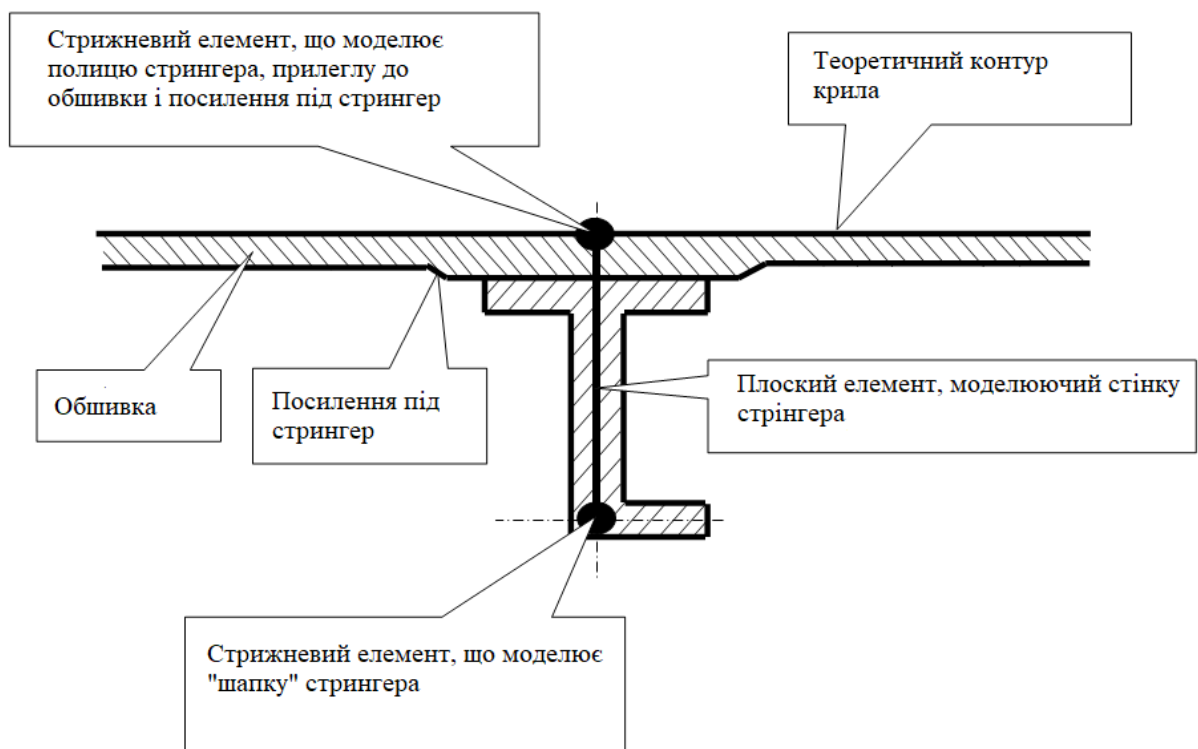 Стрижневий елемент, що моделює
полицю стрингера, прилеглу до
обшивки і посилення під стрингер
Теоретичний контур
крила
Обшивка
Посилення під
стрингер
Плоский елемент, моделюючий стінку
стрінгера
Стрижневий елемент, що моделює
"шапку" стрингера